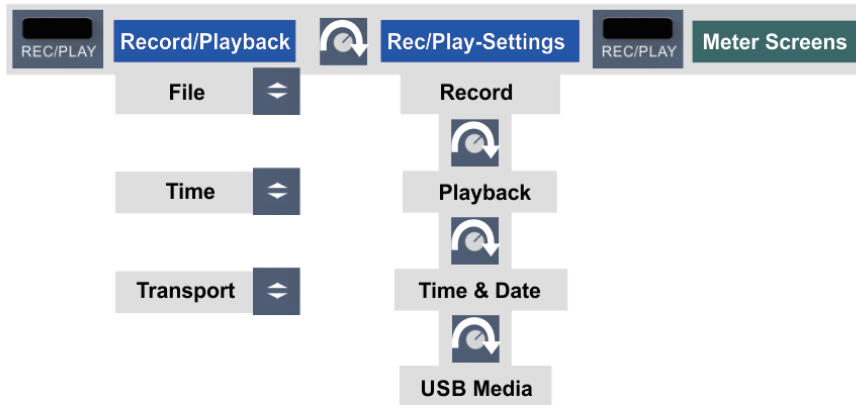 REC/PLAY Record/Playback Rec/Play-Settings REC/PLAY Meter Screens
File Record
Time Playback
Transport Time & Date
USB Media